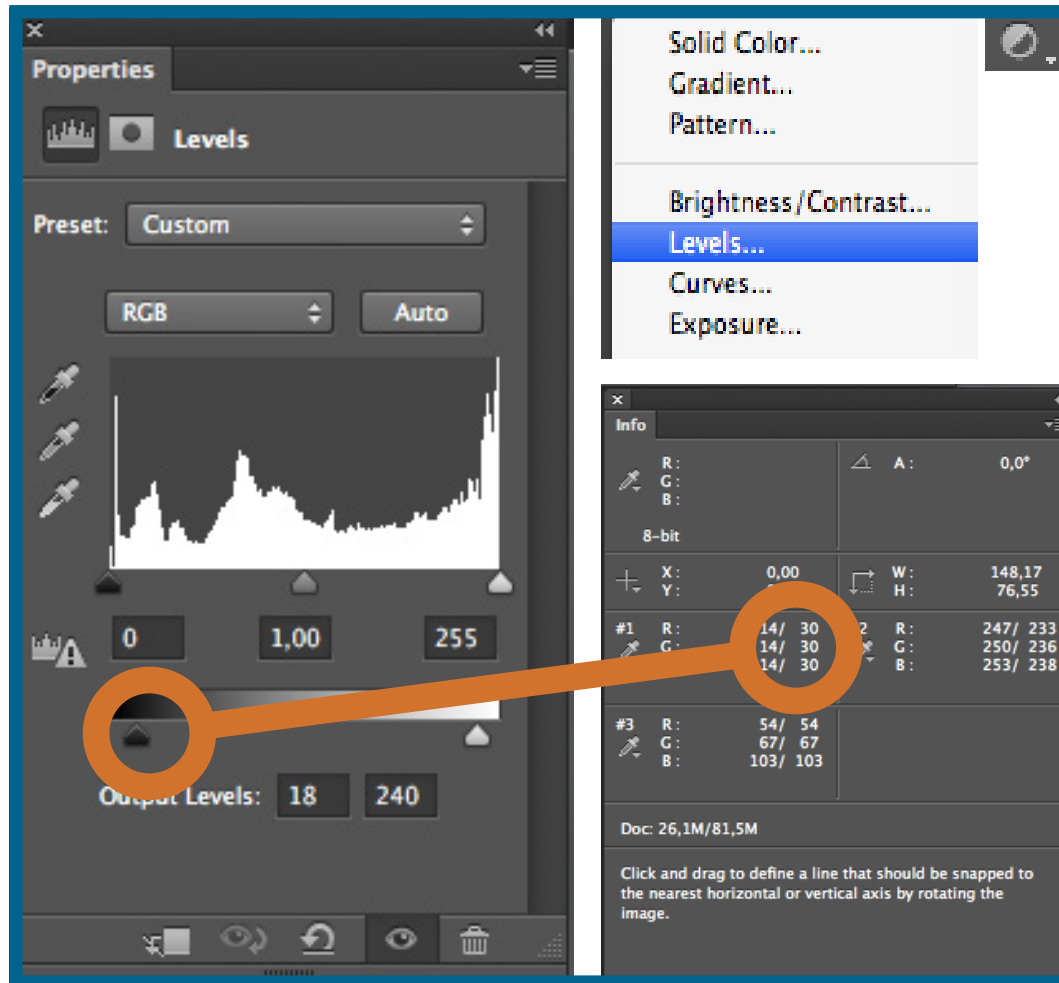 Properties
Levels
Preset: Custom
RGB Auto
0 1,00 255
Output Levels: 18 240
Solid Color...
Gradient...
Pattern...
Brightness/Contrast...
Levels...
Curves...
Exposure...
Info
R: A: 0,0°
G:
B:
8-bit
X: 0,00 W: 148,17
Y: H: 76,55
#1 R: 14/ 30 2 R: 247/ 233
G: 14/ 30 G: 250/ 236
14/ 30 B: 253/ 238
#3 R: 54/ 54
G: 67/ 67
B: 103/ 103
Doc: 26,1M/81,5M
Click and drag to define a line that should be snapped to
the nearest horizontal or vertical axis by rotating the
image.